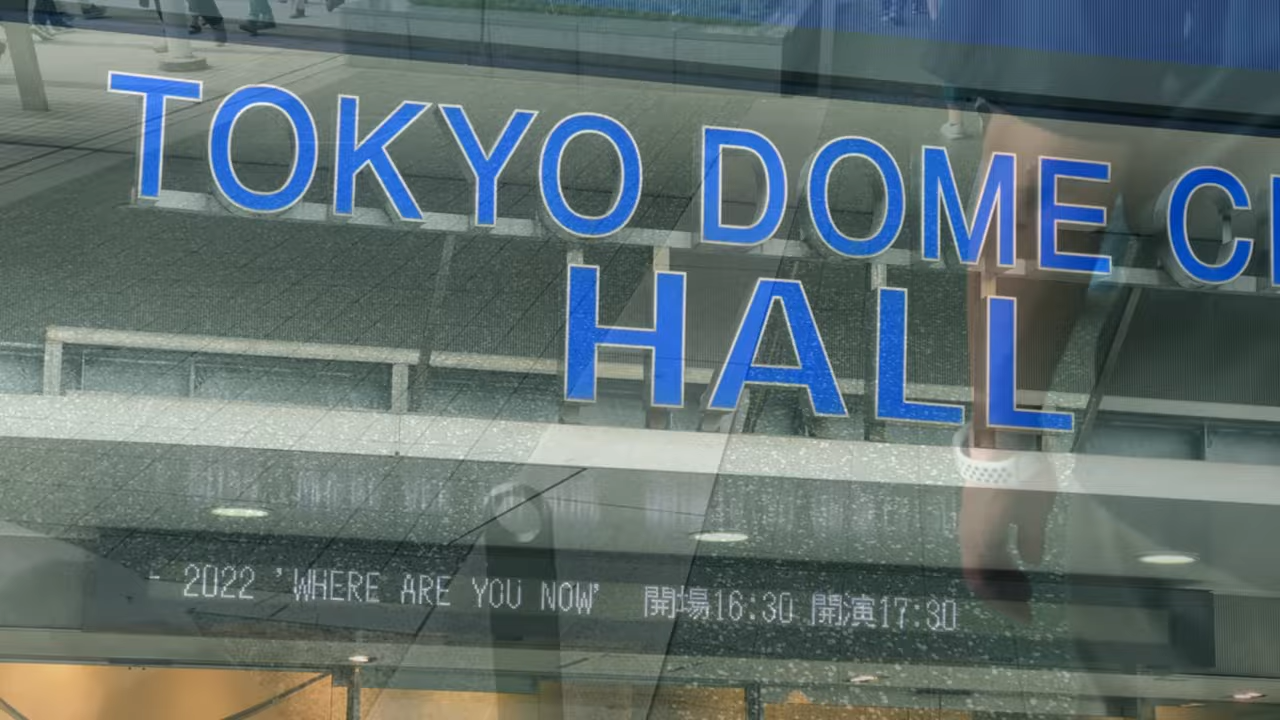 TOKYO DOME C
HALL
- 2022 'WHERE ARE YOU NOW' 開場16:30 開演17:30